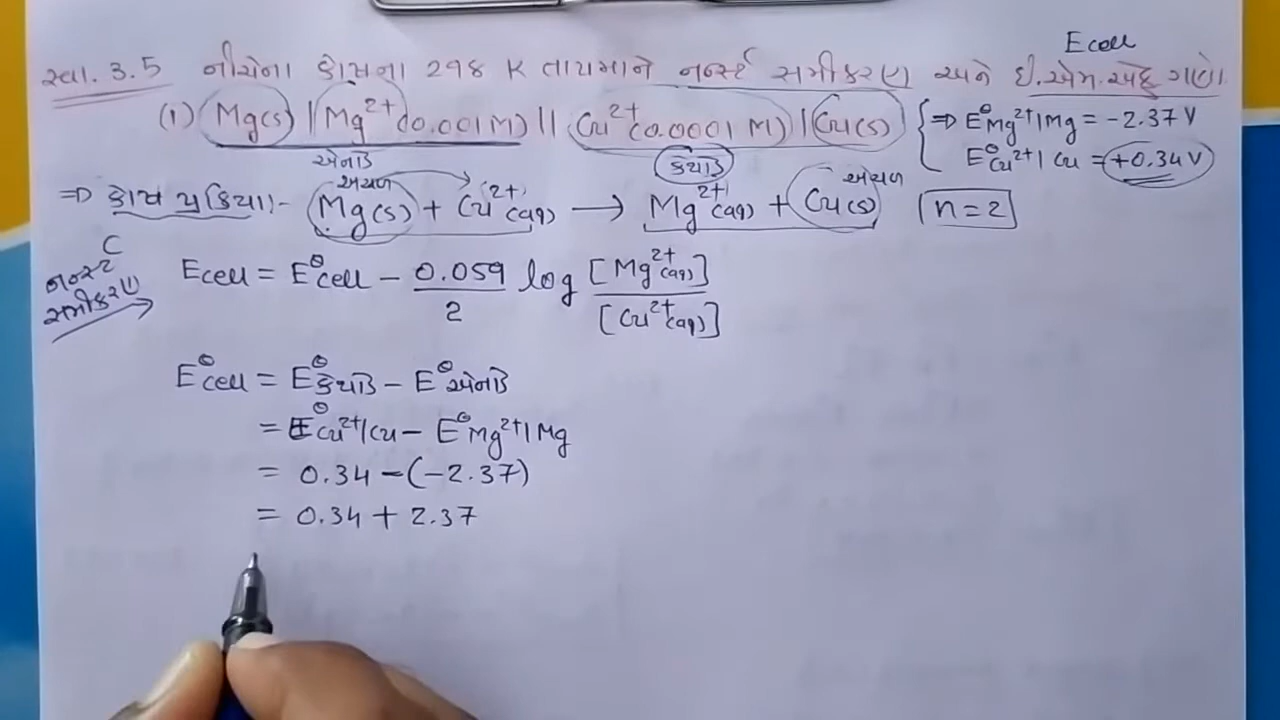 Ecell
સ્વા. 3.5 નીચેના કોષના 298 K તાપમાને નર્ન્સ્ટ સમીકરણ અને ઈ.એમ.એફ ગણો.
(i) Mg(s) | Mg²⁺(0.001M) || Cu²⁺(0.0001 M) | Cu(s) ⇒ E⊖Mg²⁺|Mg = -2.37 V
E⊖Cu²⁺|Cu = +0.34V
એનોડ કેથોડ
⇒ કોષ પ્રક્રિયા:- Mg(s) + Cu²⁺(aq) → Mg²⁺(aq) + Cu(s) n=2
નર્ન્સ્ટ સમીકરણ Ecell = E⊖cell - 0.059/2 log [Mg²⁺(aq)]/[Cu²⁺(aq)]
E⊖cell = E⊖કેથોડ - E⊖એનોડ
= E⊖Cu²⁺|Cu - E⊖Mg²⁺|Mg
= 0.34 - (-2.37)
= 0.34 + 2.37